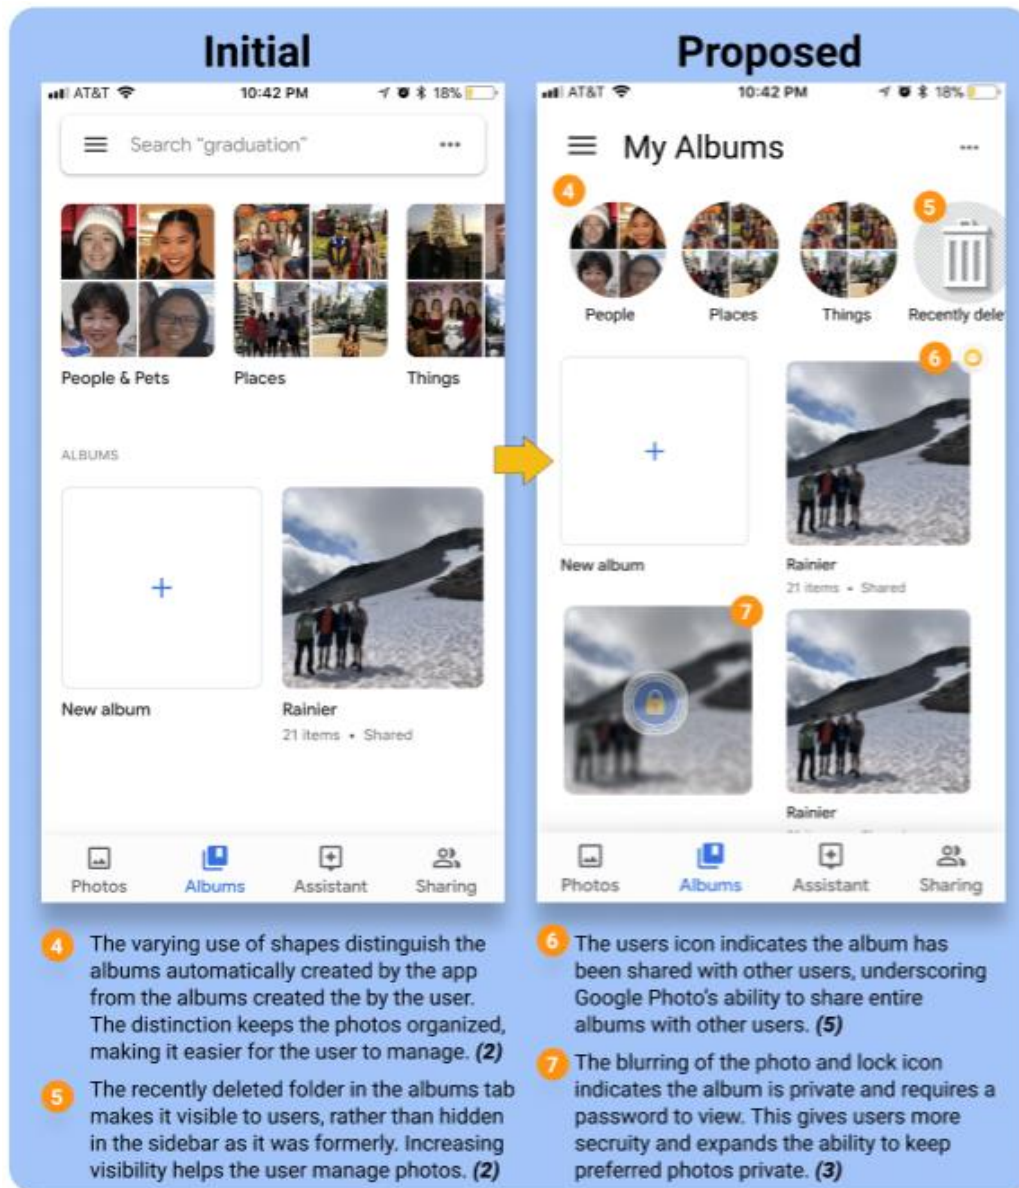 Initial
Proposed
AT&T 10:42 PM 18%
Search "graduation"
People & Pets Places Things
ALBUMS
New album Rainier
21 items • Shared
Photos Albums Assistant Sharing
AT&T 10:42 PM 18%
My Albums
4
5
People Places Things Recently dele
6
New album Rainier
21 items • Shared
7
Rainier
Photos Albums Assistant Sharing
4 The varying use of shapes distinguish the
albums automatically created by the app
from the albums created the by the user.
The distinction keeps the photos organized,
making it easier for the user to manage. (2)
5 The recently deleted folder in the albums tab
makes it visible to users, rather than hidden
in the sidebar as it was formerly. Increasing
visibility helps the user manage photos. (2)
6 The users icon indicates the album has
been shared with other users, underscoring
Google Photo's ability to share entire
albums with other users. (5)
7 The blurring of the photo and lock icon
indicates the album is private and requires a
password to view. This gives users more
secruity and expands the ability to keep
preferred photos private. (3)